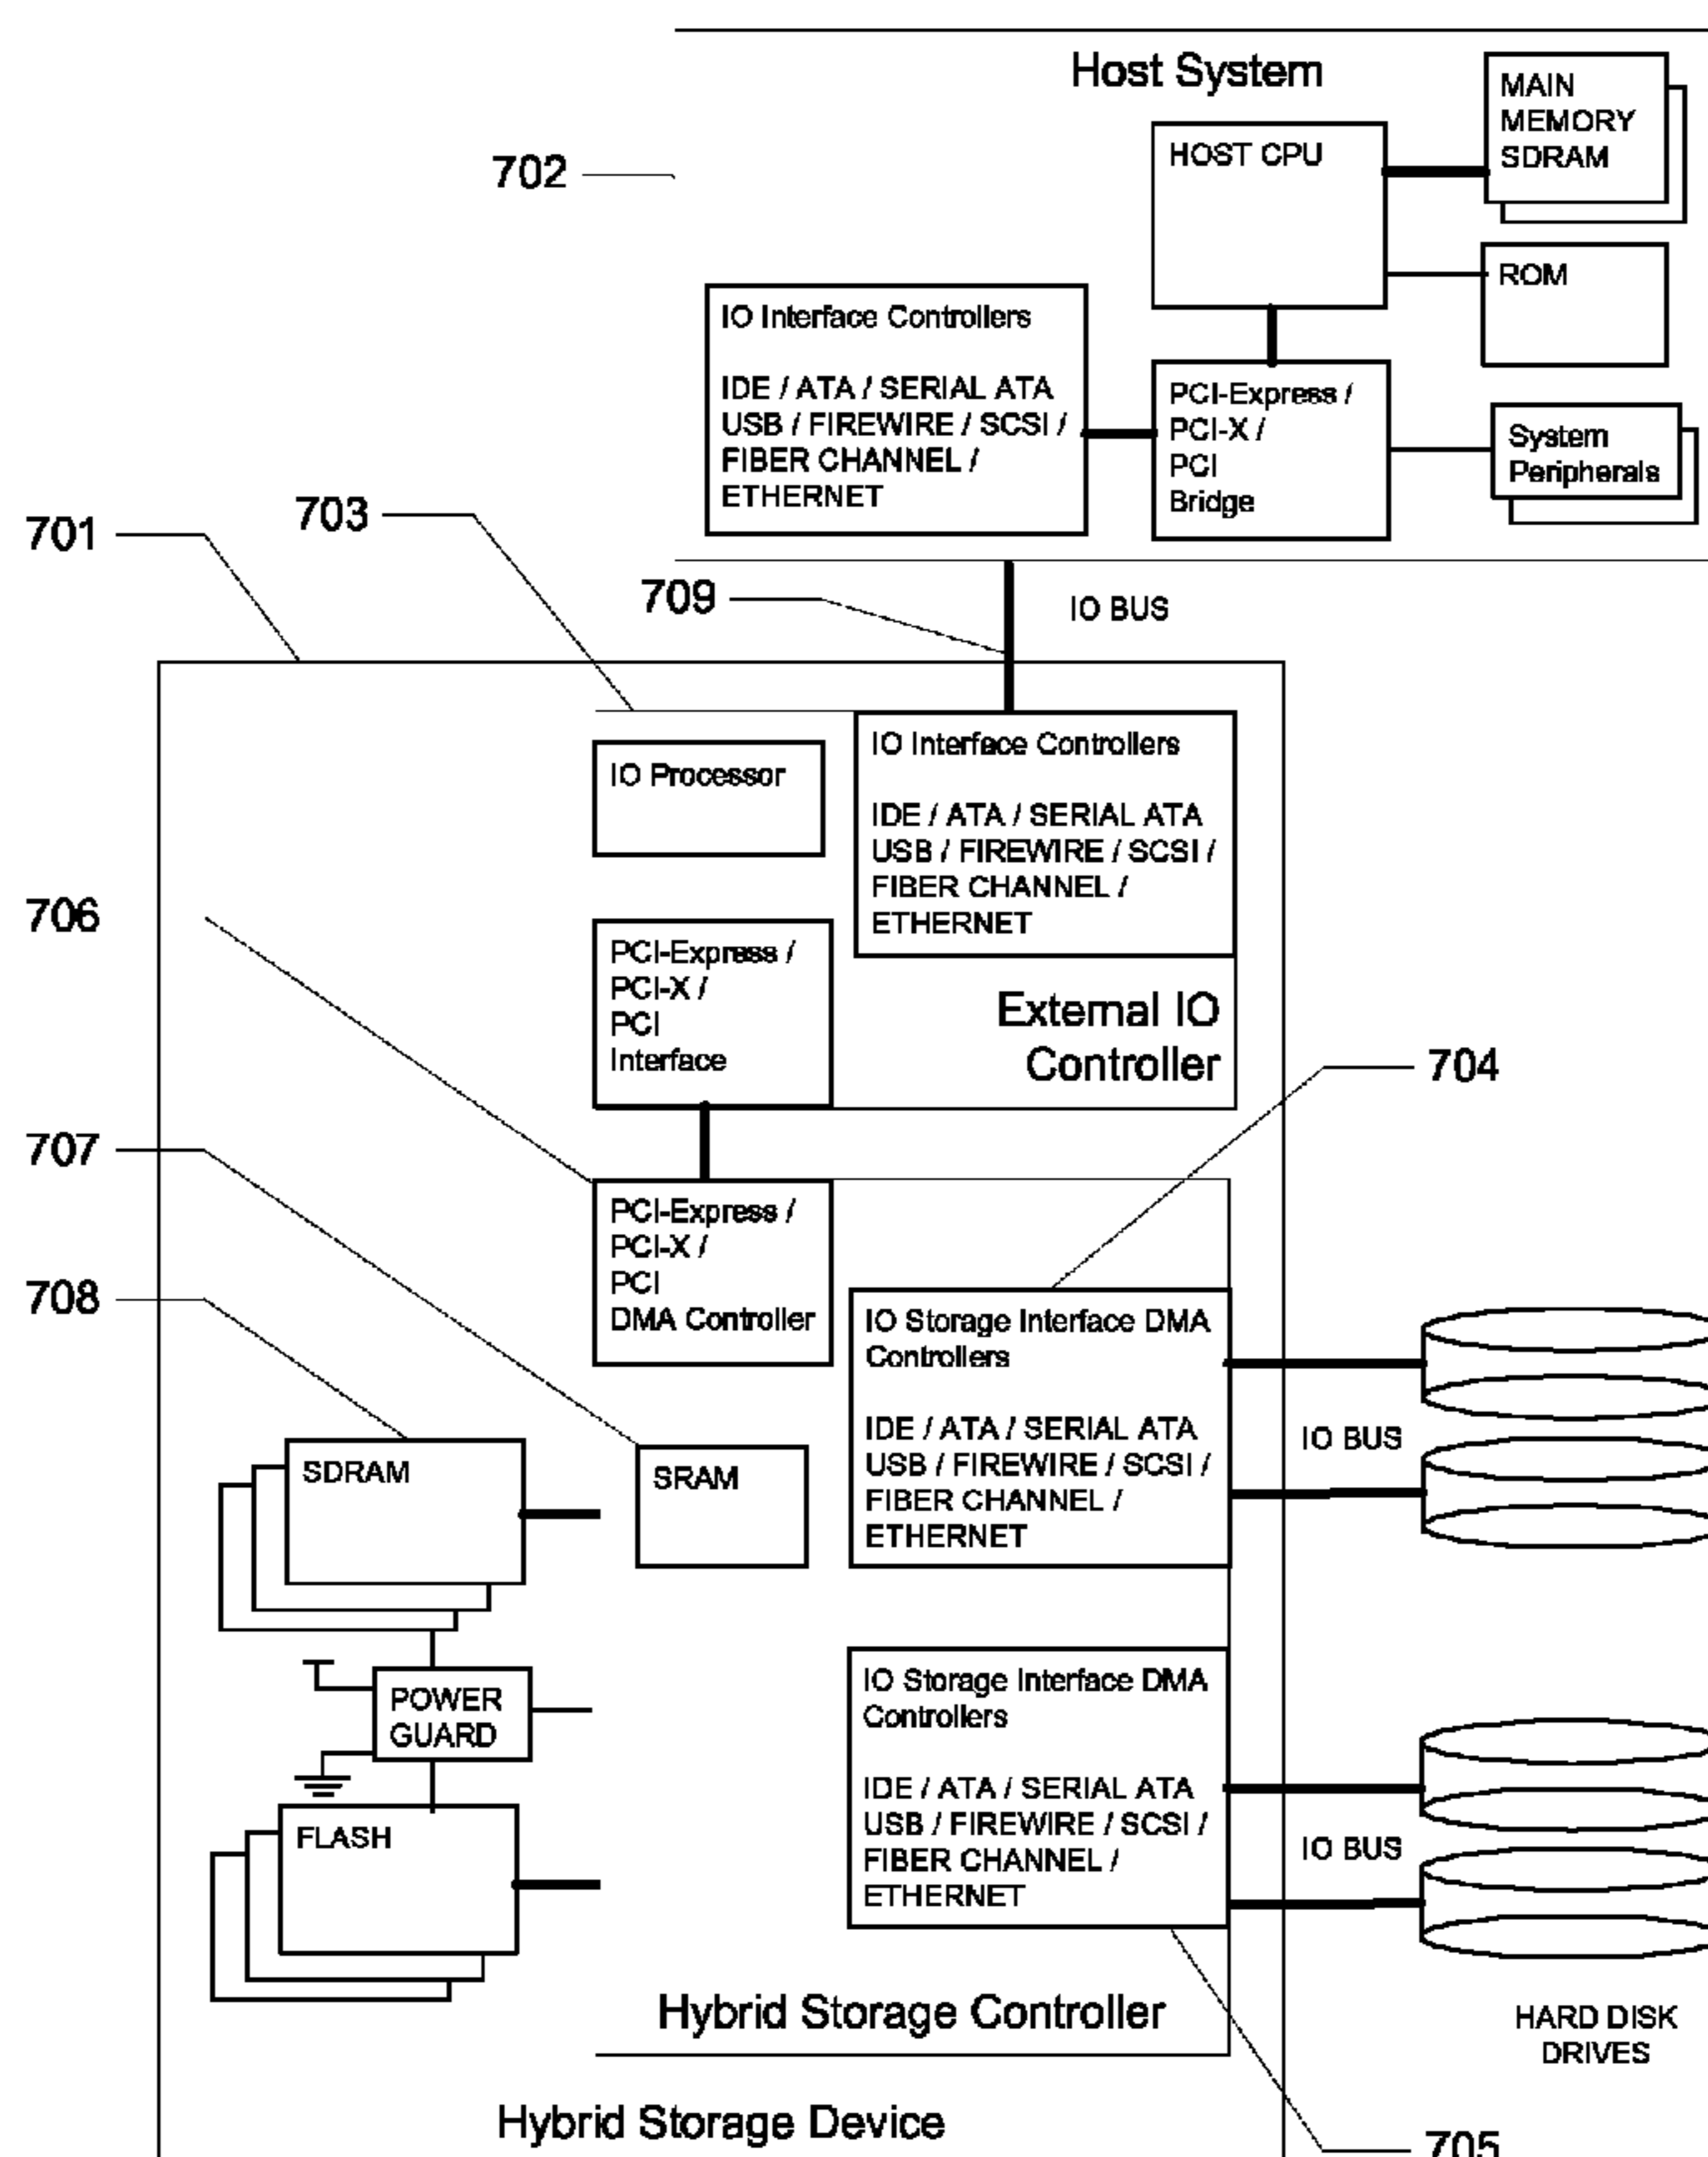 Host System
MAIN
MEMORY
SDRAM
HOST CPU
702
ROM
IO Interface Controllers
IDE / ATA / SERIAL ATA
USB / FIREWIRE / SCSI /
FIBER CHANNEL /
ETHERNET
PCI-Express /
PCI-X /
PCI
Bridge
System
Peripherals
703
701
709
IO BUS
IO Processor
IO Interface Controllers
IDE / ATA / SERIAL ATA
USB / FIREWIRE / SCSI /
FIBER CHANNEL /
ETHERNET
706
PCI-Express /
PCI-X /
PCI
Interface
External IO
Controller
704
707
PCI-Express /
PCI-X /
PCI
DMA Controller
708
IO Storage Interface DMA
Controllers
IDE / ATA / SERIAL ATA
USB / FIREWIRE / SCSI /
FIBER CHANNEL /
ETHERNET
IO BUS
SDRAM
SRAM
POWER
GUARD
IO Storage Interface DMA
Controllers
IDE / ATA / SERIAL ATA
USB / FIREWIRE / SCSI /
FIBER CHANNEL /
ETHERNET
IO BUS
FLASH
Hybrid Storage Controller
HARD DISK
DRIVES
Hybrid Storage Device
705